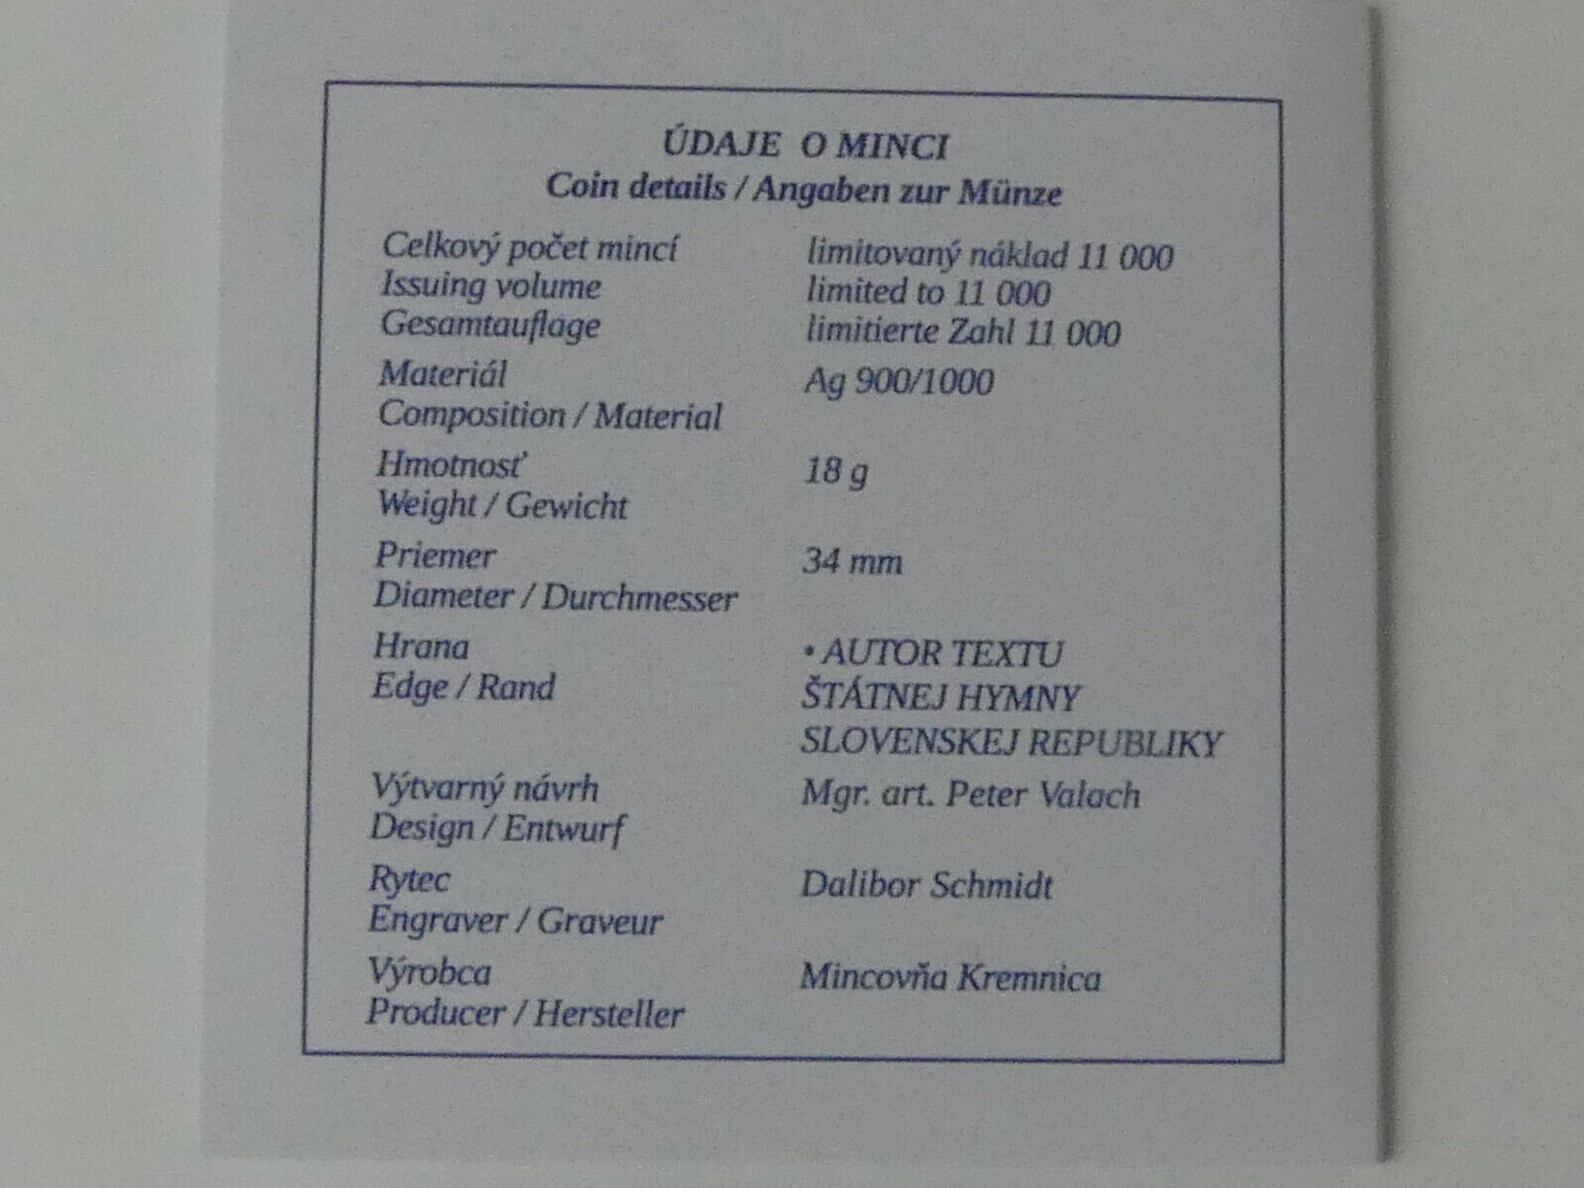 ÚDAJE O MINCI
Coin details / Angaben zur Münze
Celkový počet mincí limitovaný náklad 11 000
Issuing volume limited to 11 000
Gesamtauflage limitierte Zahl 11 000
Materiál Ag 900/1000
Composition / Material
Hmotnosť 18 g
Weight / Gewicht
Priemer 34 mm
Diameter / Durchmesser
Hrana • AUTOR TEXTU
Edge / Rand ŠTÁTNEJ HYMNY
SLOVENSKEJ REPUBLIKY
Výtvarný návrh Mgr. art. Peter Valach
Design / Entwurf
Rytec Dalibor Schmidt
Engraver / Graveur
Výrobca Mincovňa Kremnica
Producer / Hersteller